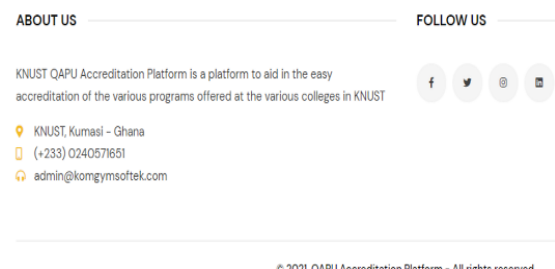 ABOUT US
FOLLOW US
KNUST QAPU Accreditation Platform is a platform to aid in the easy
accreditation of the various programs offered at the various colleges in KNUST
KNUST, Kumasi - Ghana
(+233) 0240571651
admin@komgymsoftek.com
© 2021 QAPU Accreditation Platform - All rights reserved